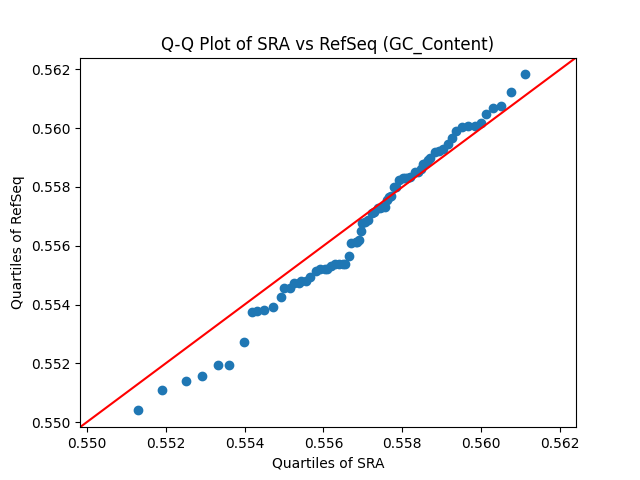 Q-Q Plot of SRA vs RefSeq (GC_Content)
Quartiles of RefSeq
0.562
0.560
0.558
0.556
0.554
0.552
0.550
0.550 0.552 0.554 0.556 0.558 0.560 0.562
Quartiles of SRA